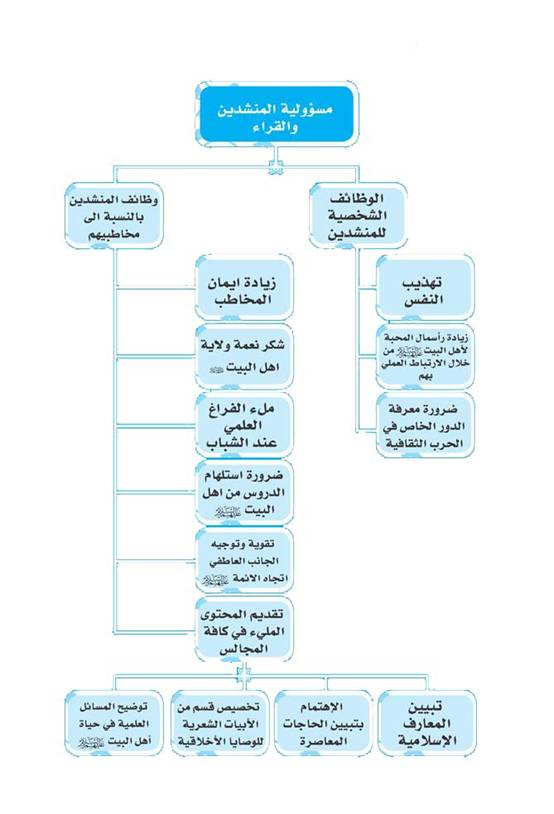 مسؤولية المنشدين
والقراء
الوظائف
الشخصية
للمنشدين
وظائف المنشدين
بالنسبة الى
مخاطبيهم
تهذيب
النفس
زيادة رأسمال المحبة
لأهل البيت من
خلال الارتباط العملي
بهم
ضرورة معرفة
الدور الخاص في
الحرب الثقافية
زيادة ايمان
المخاطب
شكر نعمة ولاية
اهل البيت
ملء الفراغ
العلمي
عند الشباب
ضرورة استلهام
الدروس من اهل
البيت
تقوية وتوجيه
الجانب العاطفي
اتجاه الائمة
تقديم المحتوى
المليء في كافة
المجالس
تبيين
المعارف
الإسلامية
الإهتمام
بتبيين الحاجات
المعاصرة
تخصيص قسم من
الأبيات الشعرية
للوصايا الأخلاقية
توضيح المسائل
العلمية في حياة
أهل البيت